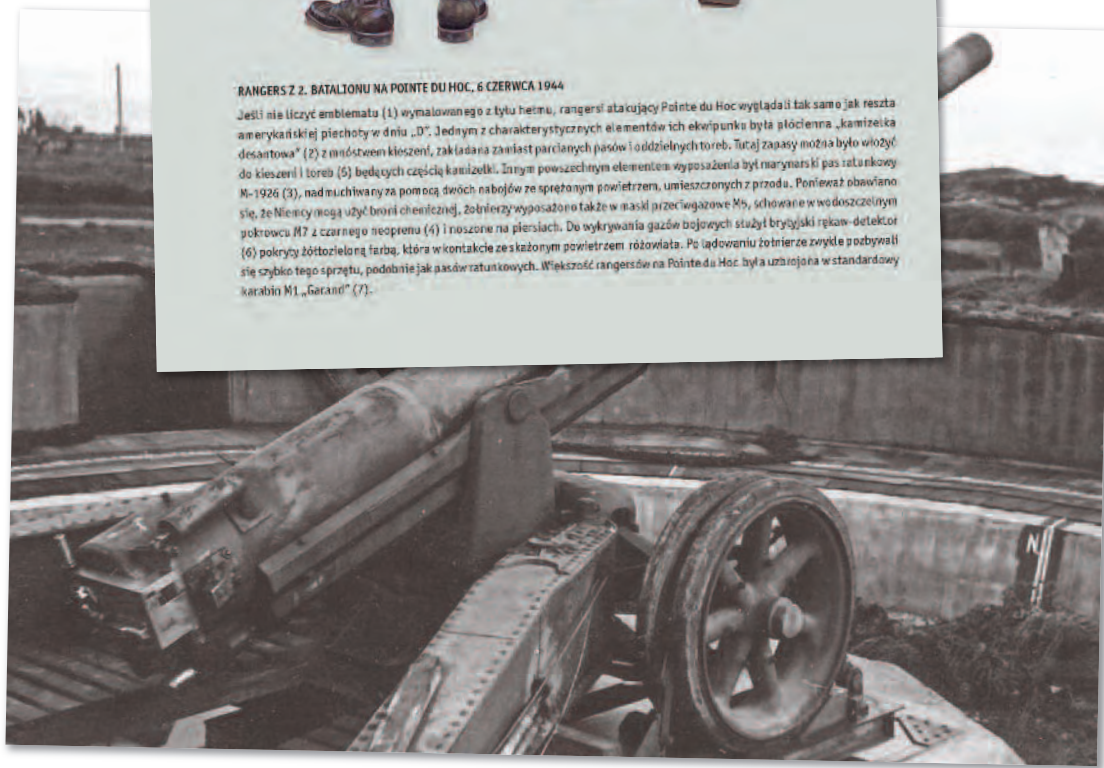 RANGERS Z 2. BATALIONU NA POINTE DU HOC, 6 CZERWCA 1944
Jeśli nie liczyć emblematu (1) wymalowanego z tyłu hełmu, rangersi atakujący Pointe du Hoc wyglądali tak samo jak reszta
amerykańskiej piechoty w dniu „D”. Jednym z charakterystycznych elementów ich ekwipunku była płócienna „kamizelka
desantowa” (2) z mnóstwem kieszeni, zakładana zamiast parcianych pasów i oddzielnych toreb. Tutaj zapasy można było włożyć
do kieszeni i toreb (5) będących częścią kamizelki. Innym powszechnym elementem wyposażenia był marynarski pas ratunkowy
M-1926 (3), nadmuchiwany za pomocą dwóch nabojów ze sprężonym powietrzem, umieszczonych z przodu. Ponieważ obawiano
się, że Niemcy mogą użyć broni chemicznej, żołnierzy wyposażono także w maski przeciwgazowe M5, schowane w wodoszczelnym
pokrowcu M7 z czarnego neoprenu (4) i noszone na piersiach. Do wykrywania gazów bojowych służył brytyjski rękaw-detektor
(6) pokryty żółtozieloną farbą, która w kontakcie ze skażonym powietrzem różowiała. Po lądowaniu żołnierze zwykle pozbywali
się szybko tego sprzętu, podobnie jak pasów ratunkowych. Większość rangersów na Pointe du Hoc była uzbrojona w standardowy
karabin M1 „Garand” (7).
N